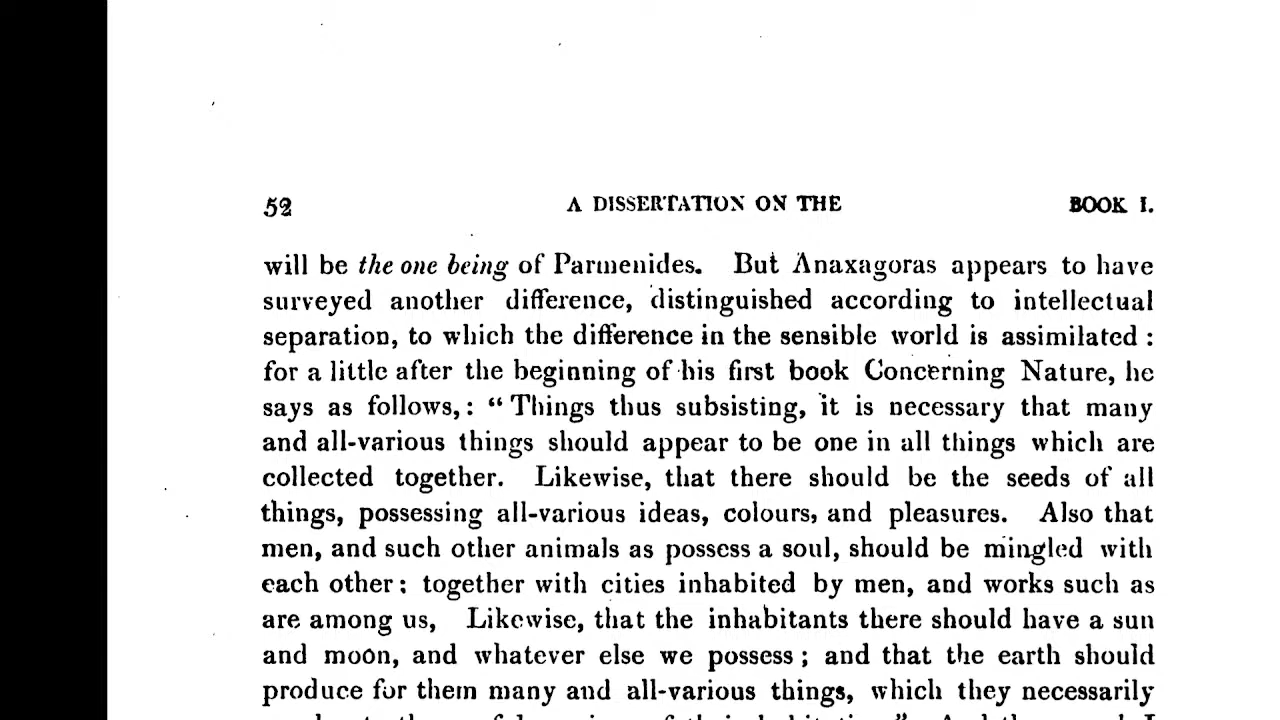 52 A DISSERTATION ON THE BOOK I.
will be the one being of Parmenides. But Anaxagoras appears to have
surveyed another difference, distinguished according to intellectual
separation, to which the difference in the sensible world is assimilated :
for a little after the beginning of his first book Concerning Nature, he
says as follows, : “ Things thus subsisting, it is necessary that many
and all-various things should appear to be one in all things which are
collected together. Likewise, that there should be the seeds of all
things, possessing all-various ideas, colours, and pleasures. Also that
men, and such other animals as possess a soul, should be mingled with
each other : together with cities inhabited by men, and works such as
are among us, Likewise, that the inhabitants there should have a sun
and moon, and whatever else we possess ; and that the earth should
produce for them many and all-various things, which they necessarily